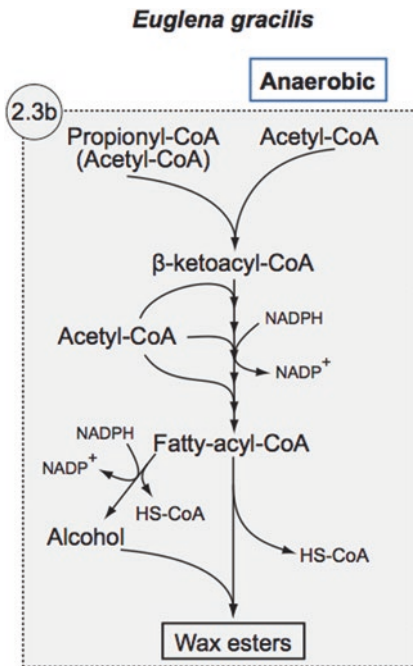 Euglena gracilis
Anaerobic
2.3b
Propionyl-CoA
(Acetyl-CoA)
Acetyl-CoA
β-ketoacyl-CoA
Acetyl-CoA
NADPH
NADP+
Fatty-acyl-CoA
NADPH
NADP+
HS-CoA
Alcohol
HS-CoA
Wax esters